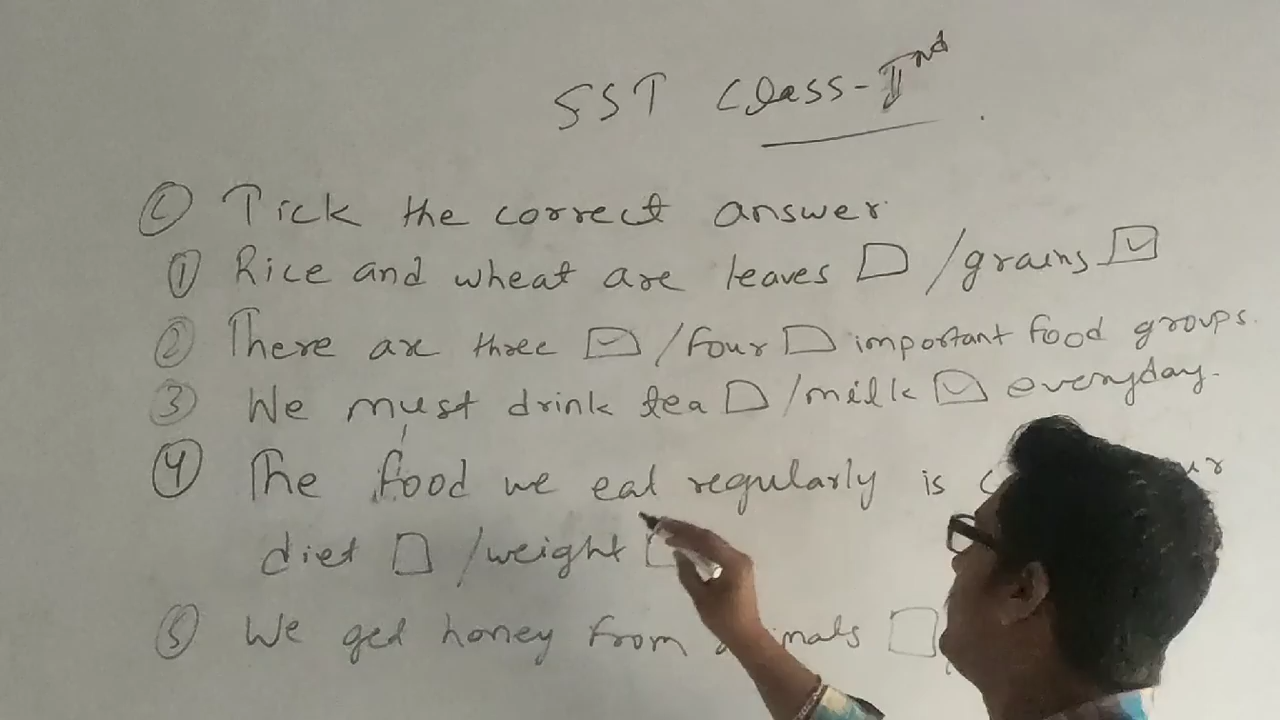 SST Class-IInd
C Tick the correct answer
1 Rice and wheat are leaves ☐ /grains ☑
2 There are three ☑ /four ☐ important food groups.
3 We must drink tea ☐ /milk ☑ everyday.
4 The food we eat regularly is
diet ☐ /weight ☐
5 We get honey from ☐